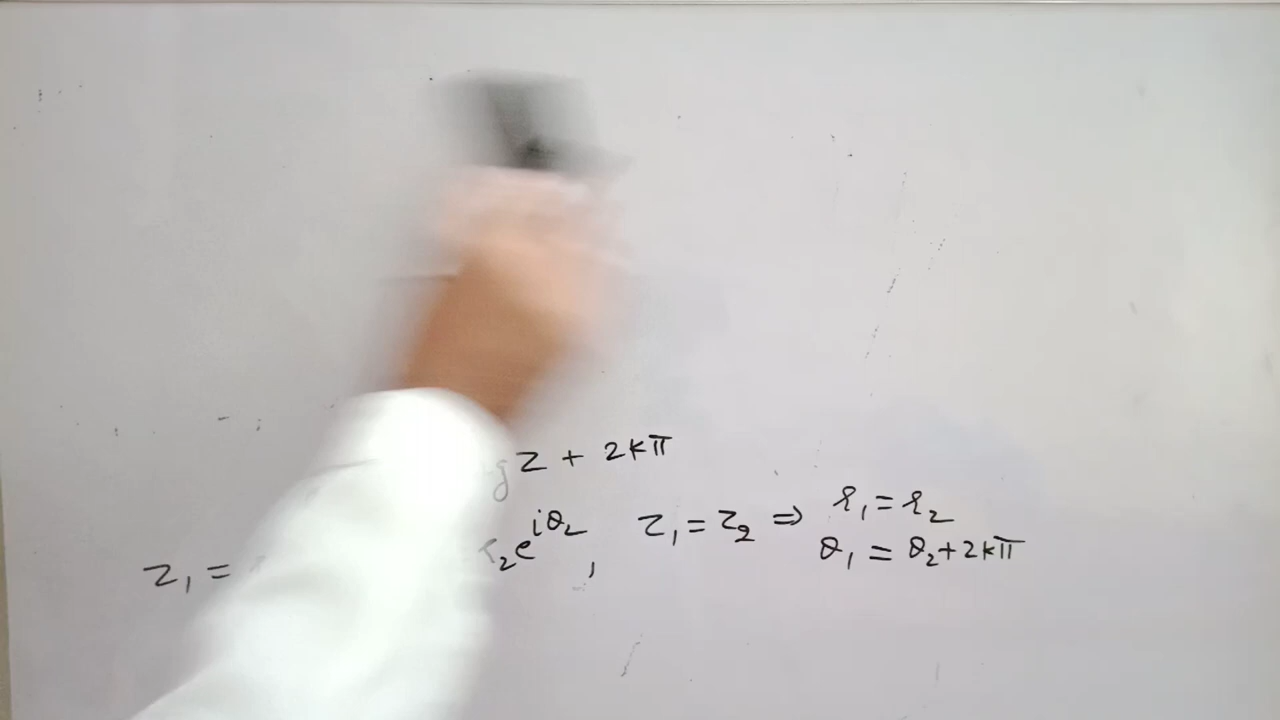 g z + 2kπ
z₁ = r₂e^{iθ₂}, z₁ = z₂ ⇒ r₁ = r₂
θ₁ = θ₂ + 2kπ